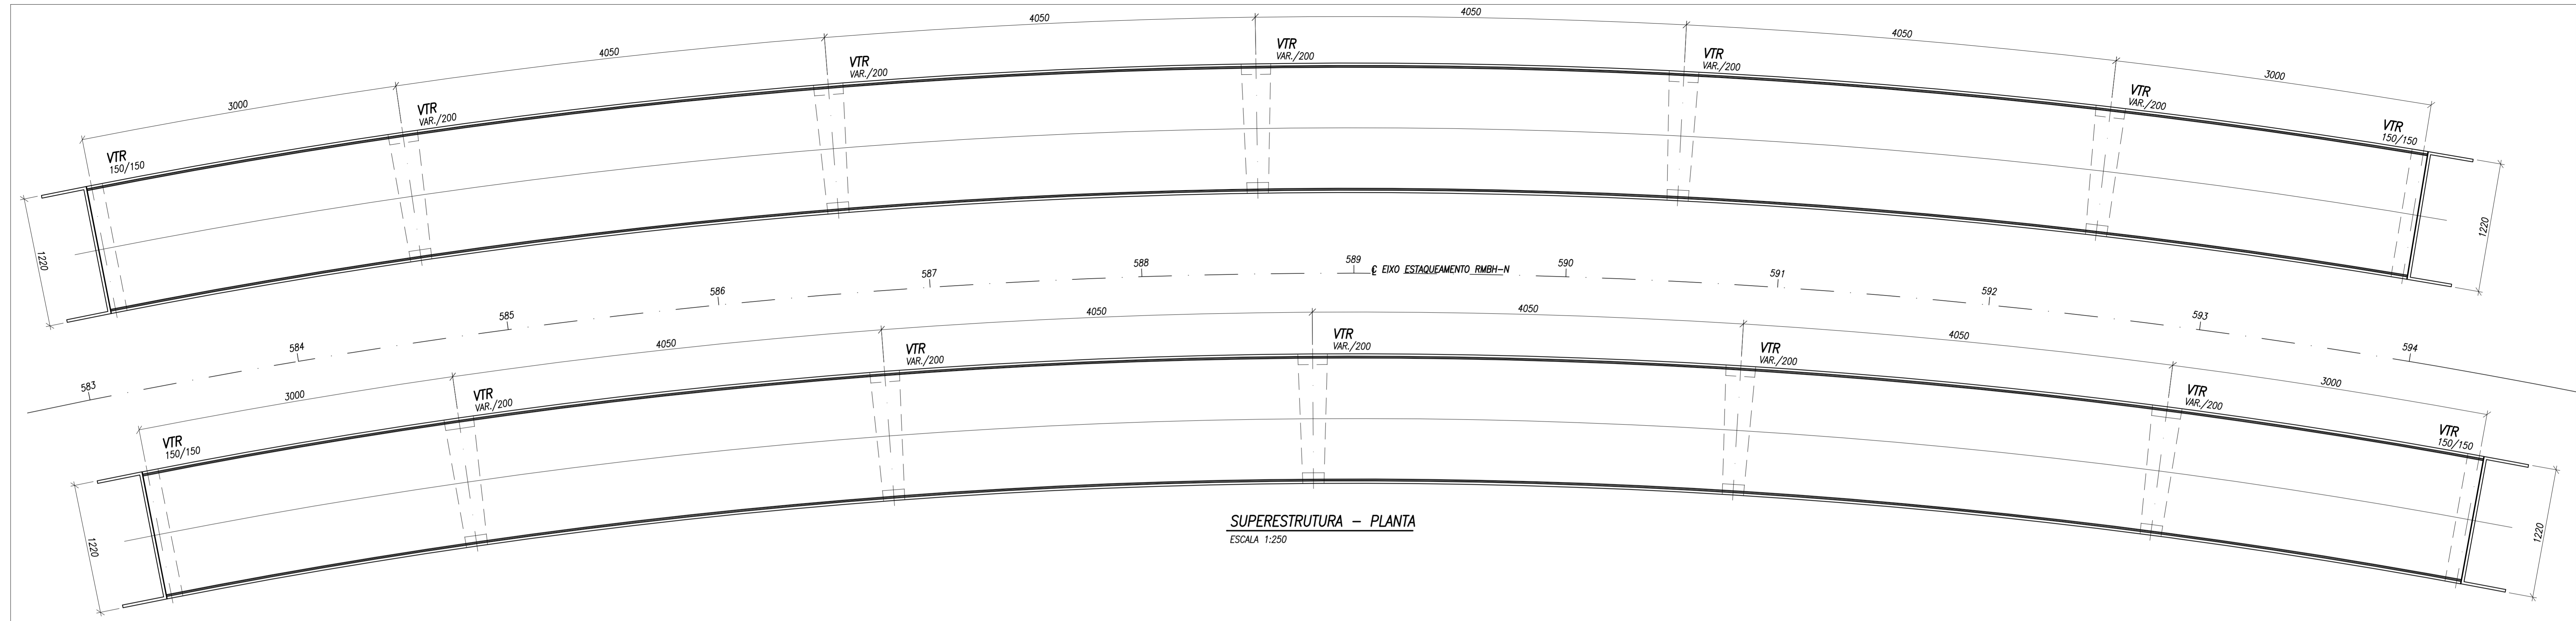 4050
4050
4050
4050
3000
3000
VTR
VAR./200
VTR
VAR./200
VTR
VAR./200
VTR
VAR./200
VTR
VAR./200
VTR
150/150
VTR
150/150
1220
1220
583
584
585
586
587
588
589
℄ EIXO ESTAQUEAMENTO RMBH-N
590
591
592
593
594
4050
4050
4050
4050
3000
3000
VTR
VAR./200
VTR
VAR./200
VTR
VAR./200
VTR
VAR./200
VTR
VAR./200
VTR
150/150
VTR
150/150
1220
1220
SUPERESTRUTURA - PLANTA
ESCALA 1:250